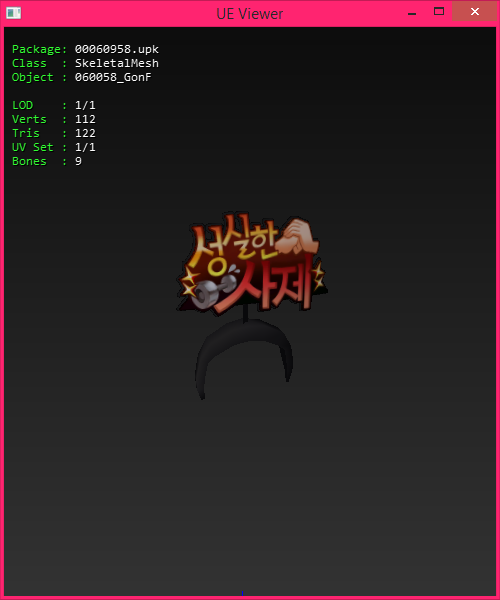 UE Viewer
Package: 00060958.upk
Class : SkeletalMesh
Object : 060058_GonF
LOD : 1/1
Verts : 112
Tris : 122
UV Set : 1/1
Bones : 9
성실한
사제